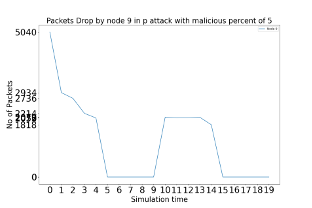 Packets Drop by node 9 in p attack with malicious percent of 5
5040
2934
2736
2214
1818
0
No of Packets
0 1 2 3 4 5 6 7 8 9 10 11 12 13 14 15 16 17 18 19
Simulation time